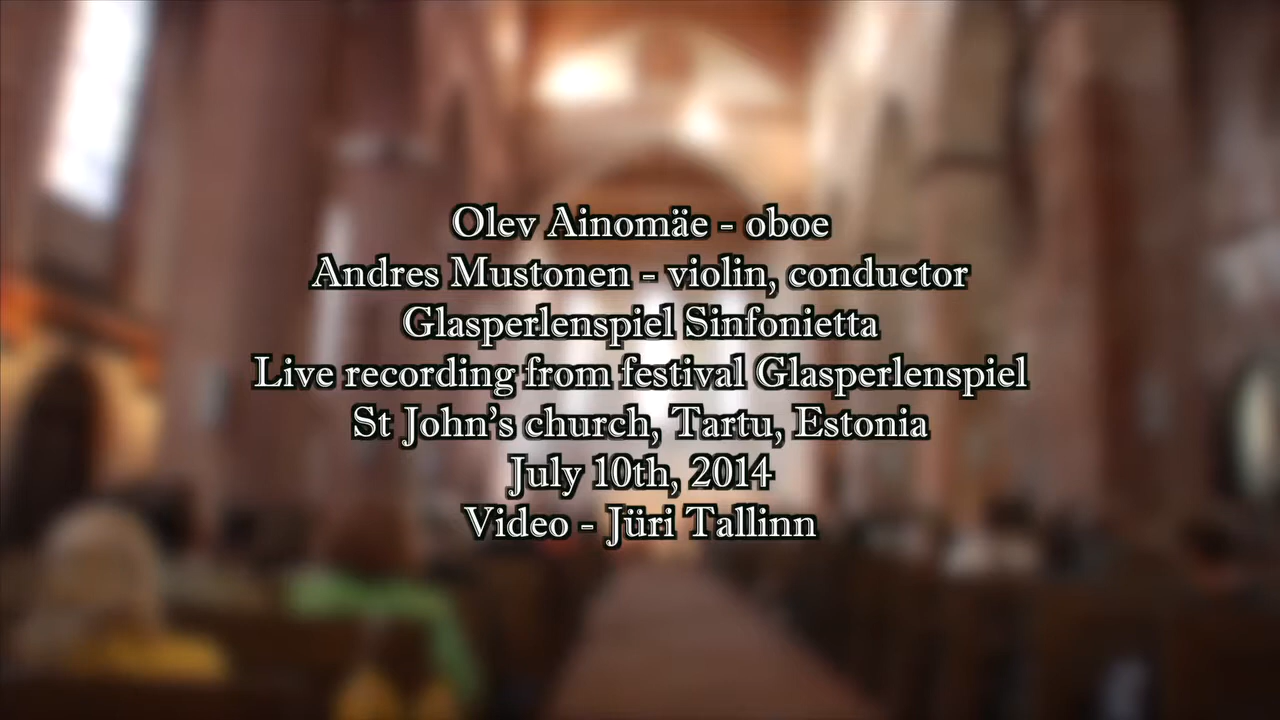 Olev Ainomäe - oboe
Andres Mustonen - violin, conductor
Glasperlenspiel Sinfonietta
Live recording from festival Glasperlenspiel
St John's church, Tartu, Estonia
July 10th, 2014
Video - Jüri Tallinn